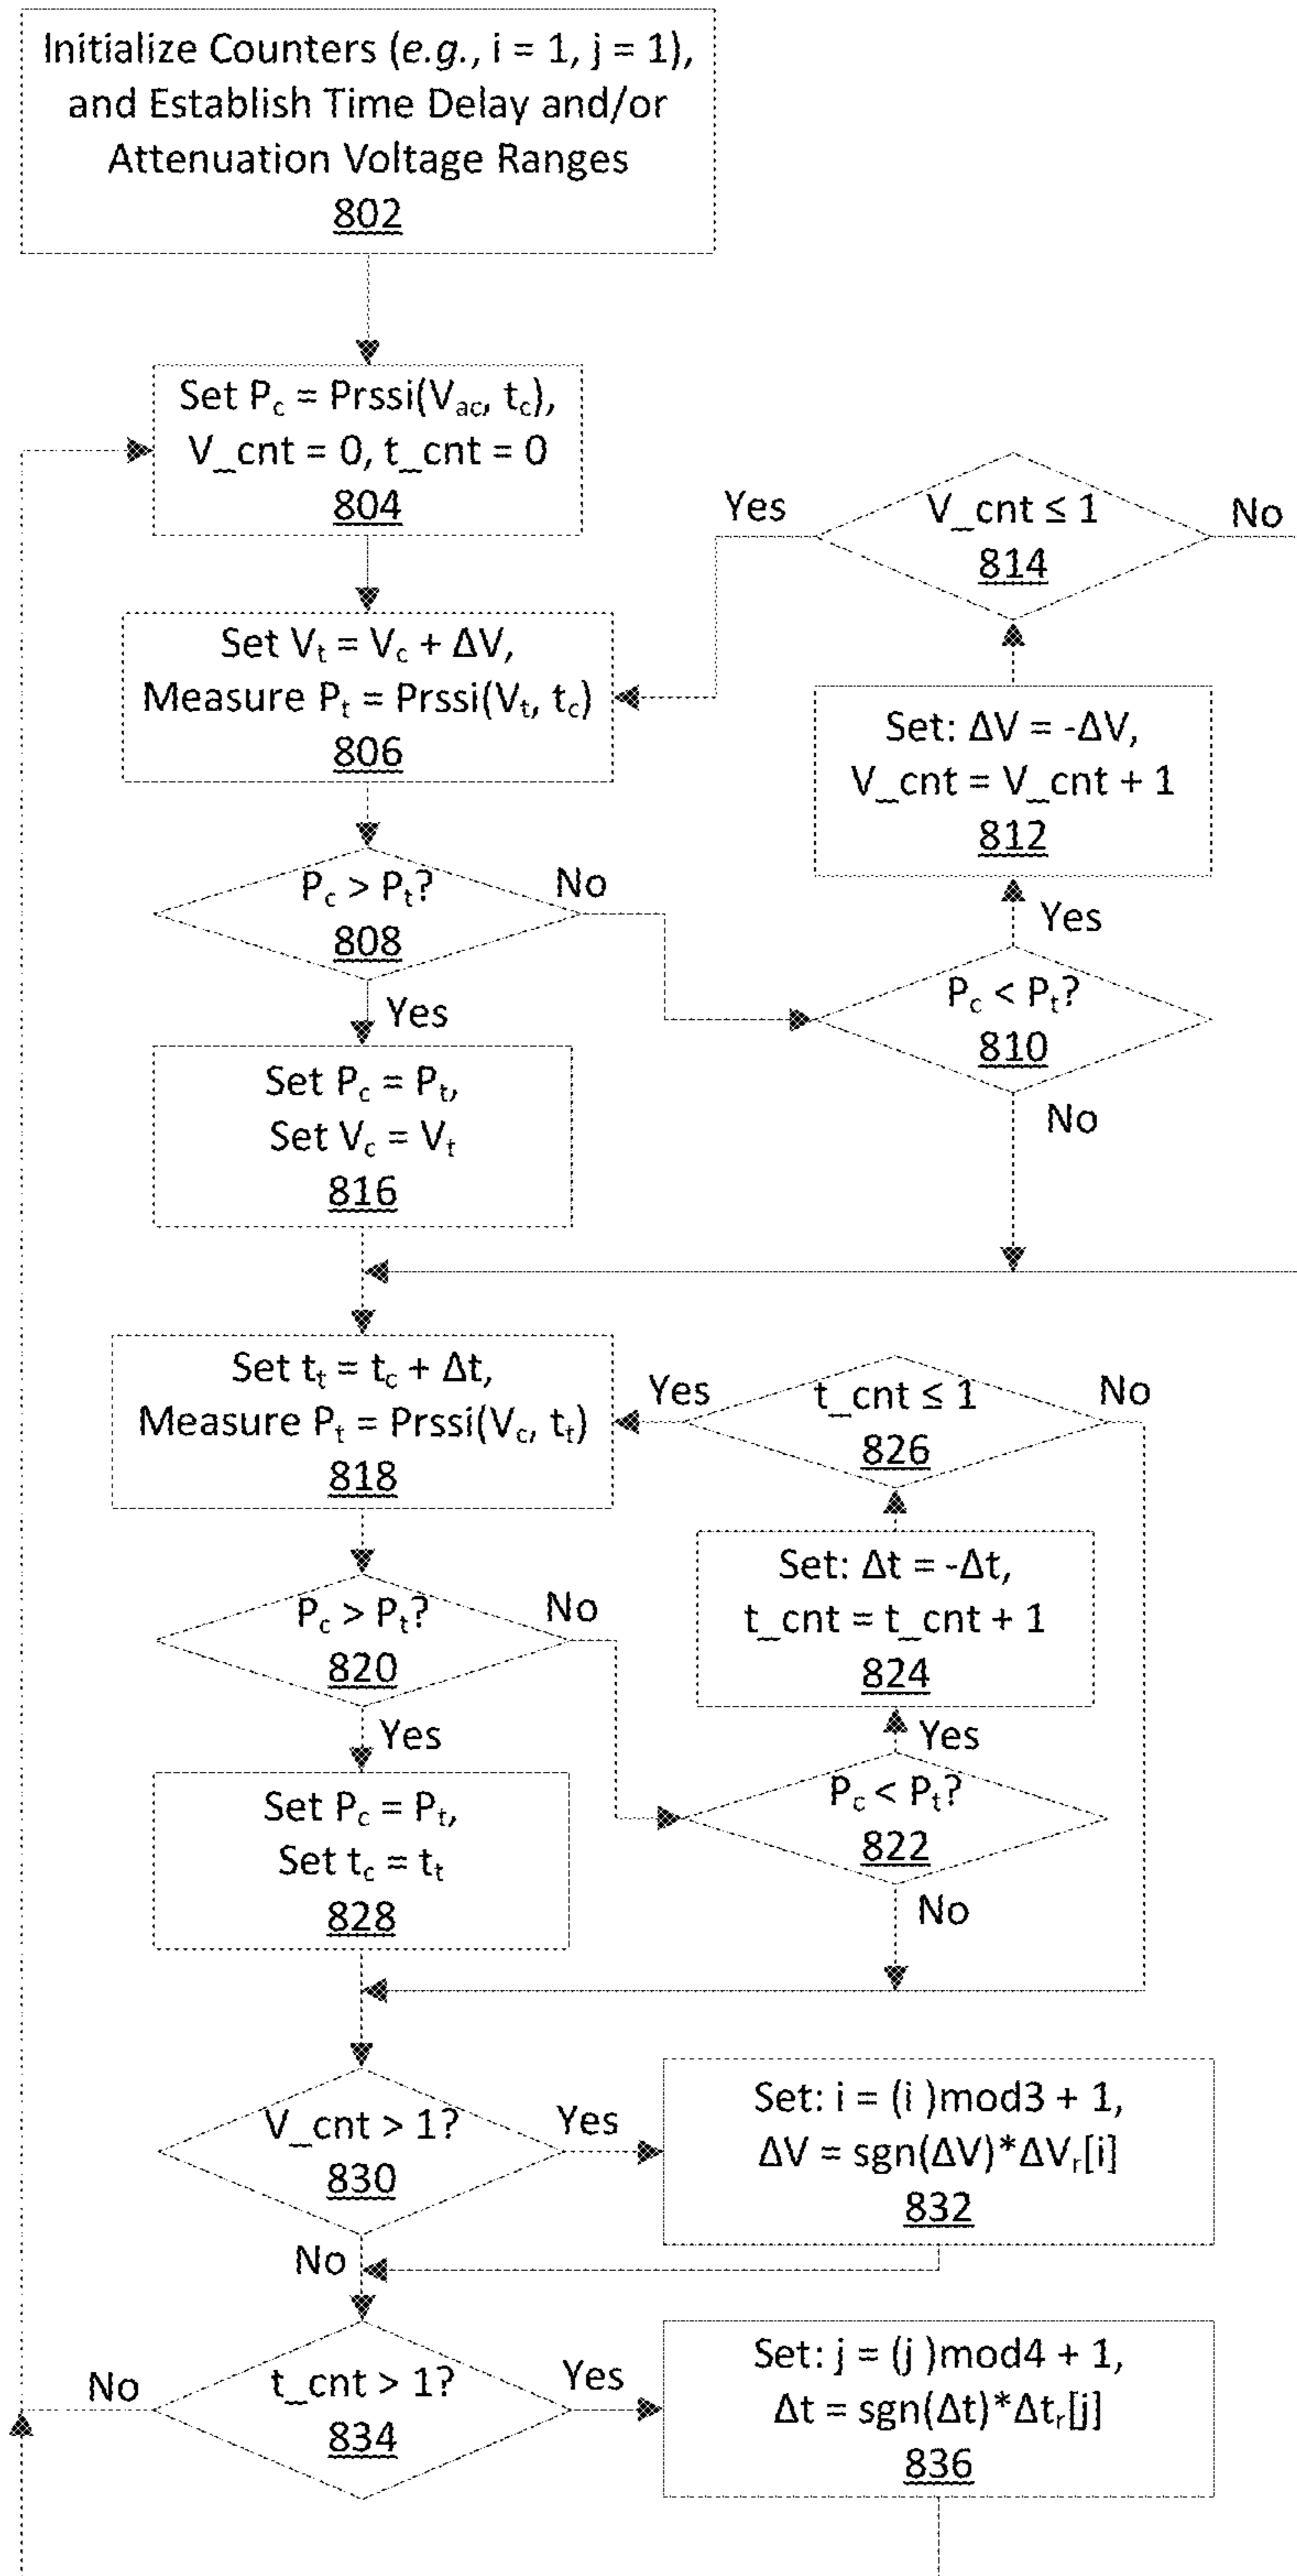 Initialize Counters (e.g., i = 1, j = 1),
and Establish Time Delay and/or
Attenuation Voltage Ranges
802
Set Pc = Prssi(Vac, tc),
V_cnt = 0, t_cnt = 0
804
Yes
V_cnt ≤ 1
814
No
Set Vt = Vc + ΔV,
Measure Pt = Prssi(Vt, tc)
806
Set: ΔV = -ΔV,
V_cnt = V_cnt + 1
812
Pc > Pt?
808
No
Yes
Yes
Pc < Pt?
810
No
Set Pc = Pt,
Set Vc = Vt
816
Set tt = tc + Δt,
Measure Pt = Prssi(Vc, tt)
818
Yes
t_cnt ≤ 1
826
No
Set: Δt = -Δt,
t_cnt = t_cnt + 1
824
Pc > Pt?
820
No
Yes
Yes
Pc < Pt?
822
No
Set Pc = Pt,
Set tc = tt
828
V_cnt > 1?
830
Yes
No
Set: i = (i )mod3 + 1,
ΔV = sgn(ΔV)*ΔVr[i]
832
t_cnt > 1?
834
No
Yes
Set: j = (j )mod4 + 1,
Δt = sgn(Δt)*Δtr[j]
836